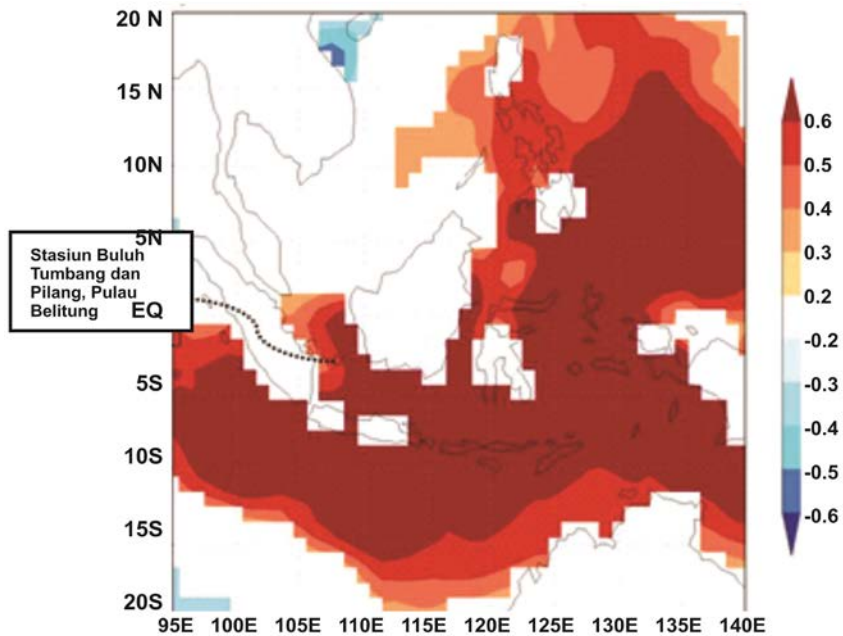 20 N
15 N
10N
5N
EQ
5S
10S
15S
20S
Stasiun Buluh
Tumbang dan
Pilang, Pulau
Belitung
95E 100E 105E 110E 115E 120E 125E 130E 135E 140E
0.6
0.5
0.4
0.3
0.2
-0.2
-0.3
-0.4
-0.5
-0.6